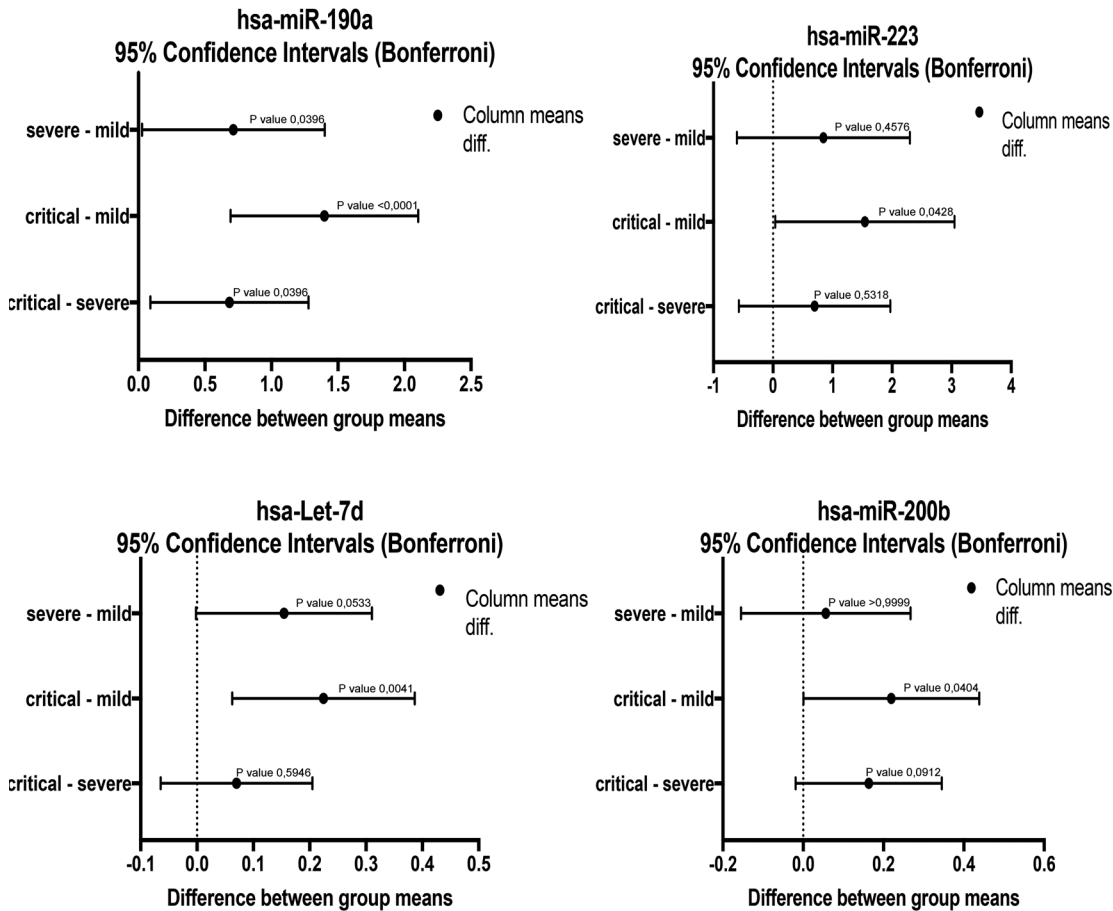 hsa-miR-190a
95% Confidence Intervals (Bonferroni)
severe - mild
P value 0,0396
Column means
diff.
critical - mild
P value <0,0001
critical - severe
P value 0,0396
0.0 0.5 1.0 1.5 2.0 2.5
Difference between group means
hsa-miR-223
95% Confidence Intervals (Bonferroni)
severe - mild
P value 0,4576
Column means
diff.
critical - mild
P value 0,0428
critical - severe
P value 0,5318
-1 0 1 2 3 4
Difference between group means
hsa-Let-7d
95% Confidence Intervals (Bonferroni)
severe - mild
P value 0,0533
Column means
diff.
critical - mild
P value 0,0041
critical - severe
P value 0,5946
-0.1 0.0 0.1 0.2 0.3 0.4 0.5
Difference between group means
hsa-miR-200b
95% Confidence Intervals (Bonferroni)
severe - mild
P value >0,9999
Column means
diff.
critical - mild
P value 0,0404
critical - severe
P value 0,0912
-0.2 0.0 0.2 0.4 0.6
Difference between group means